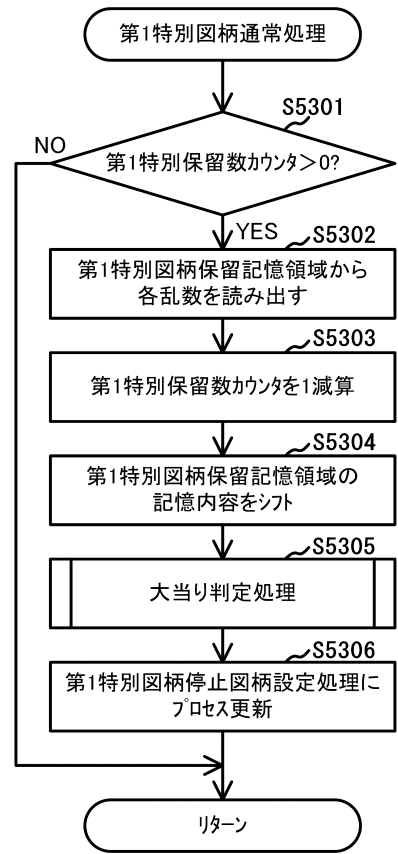 第1特別図柄通常処理
S5301
NO
第1特別保留数カウンタ＞0?
YES
S5302
第1特別図柄保留記憶領域から
各乱数を読み出す
S5303
第1特別保留数カウンタを1減算
S5304
第1特別図柄保留記憶領域の
記憶内容をシフト
S5305
大当り判定処理
S5306
第1特別図柄停止図柄設定処理に
プロセス更新
リターン